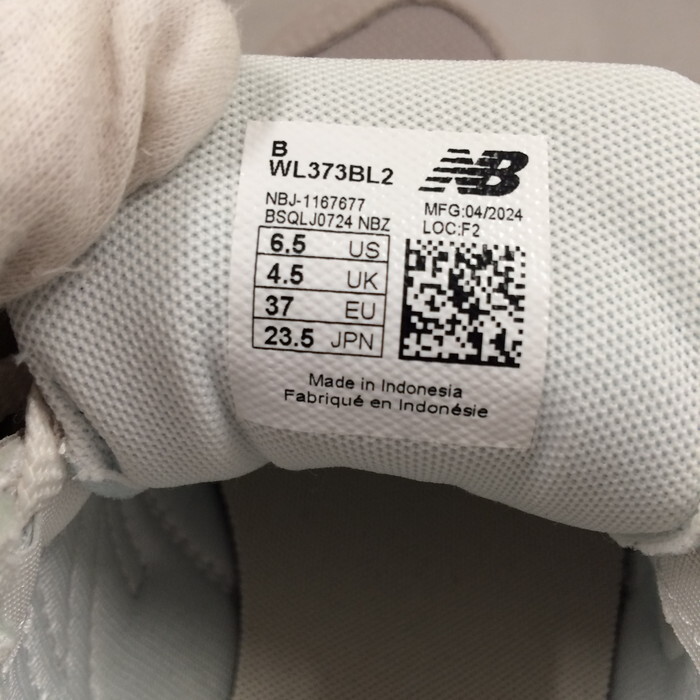 B
WL373BL2
NB
NBJ-1167677
BSQLJ0724 NBZ
MFG:04/2024
LOC:F2
6.5 US
4.5 UK
37 EU
23.5 JPN
Made in Indonesia
Fabriqué en Indonésie